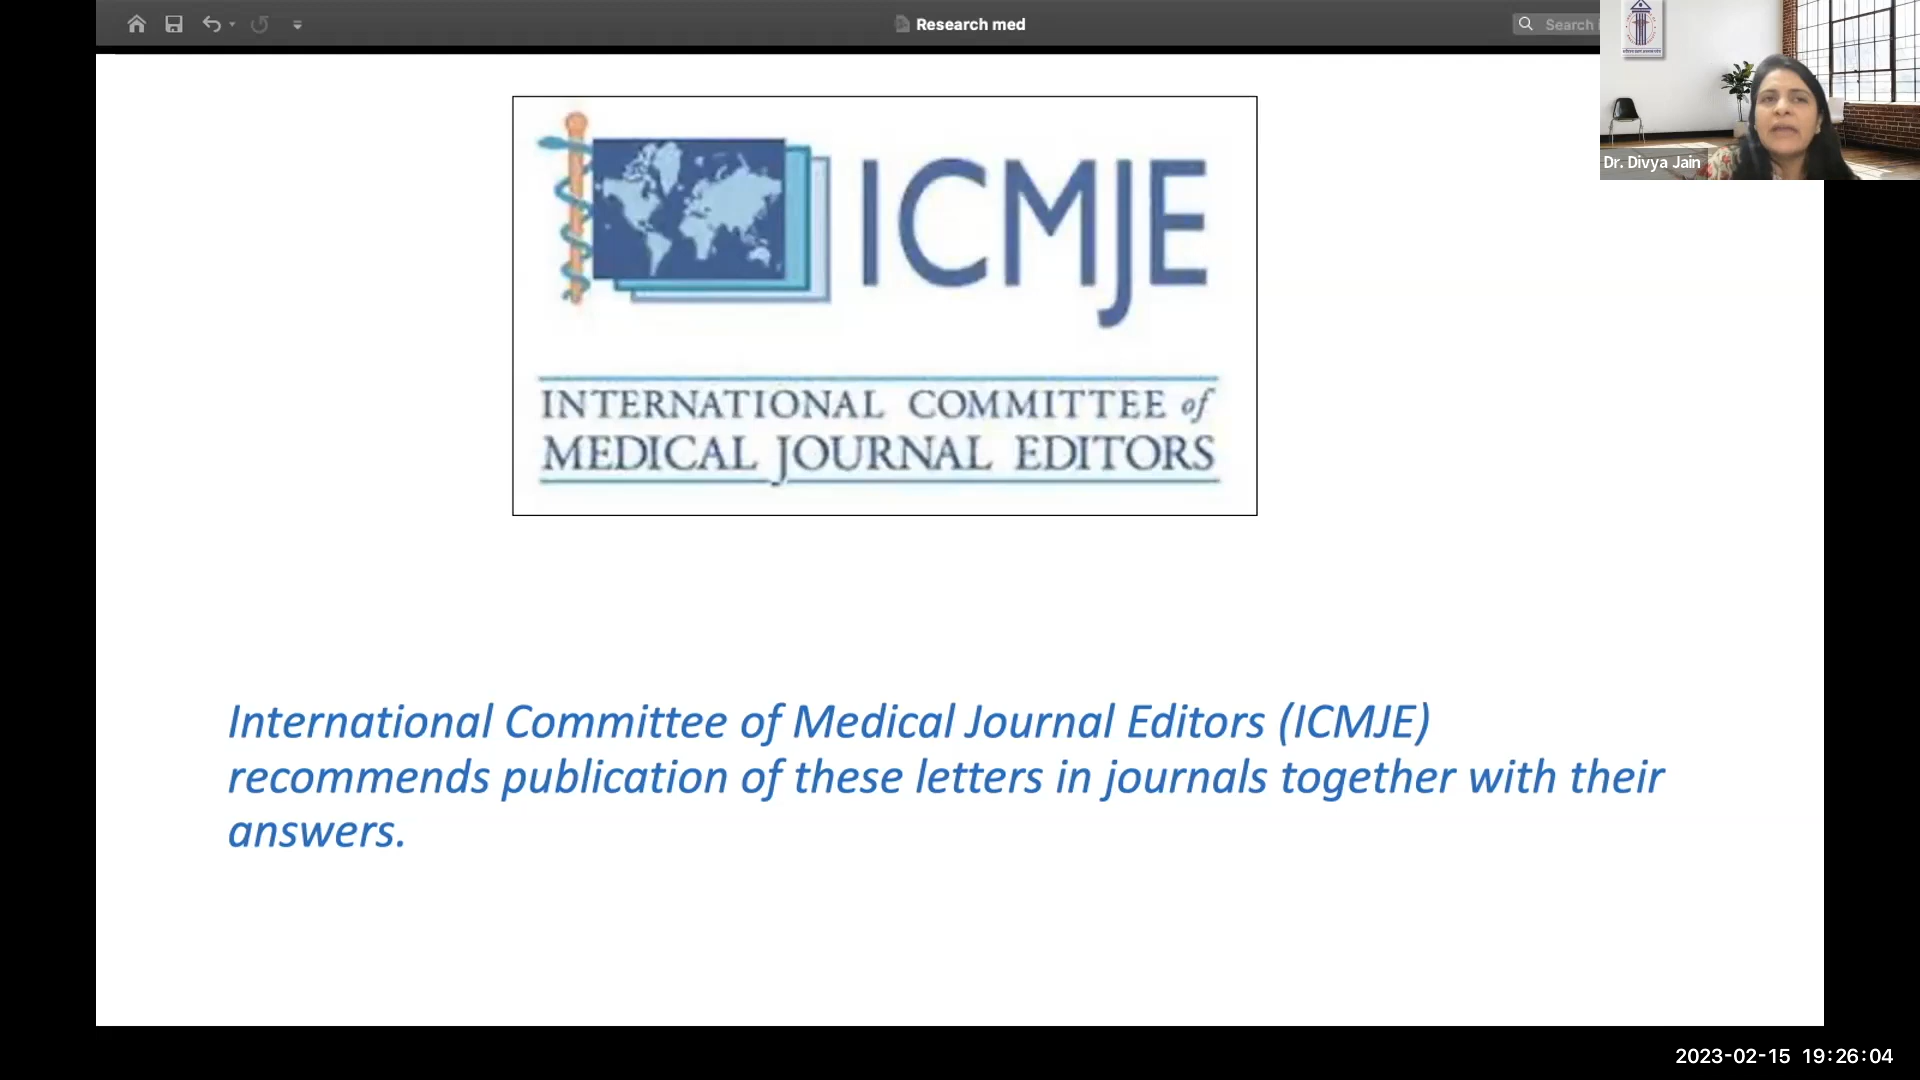 Research med
Search
Dr. Divya Jain
ICMJE
INTERNATIONAL COMMITTEE of
MEDICAL JOURNAL EDITORS
International Committee of Medical Journal Editors (ICMJE)
recommends publication of these letters in journals together with their
answers.
2023-02-15 19:26:04